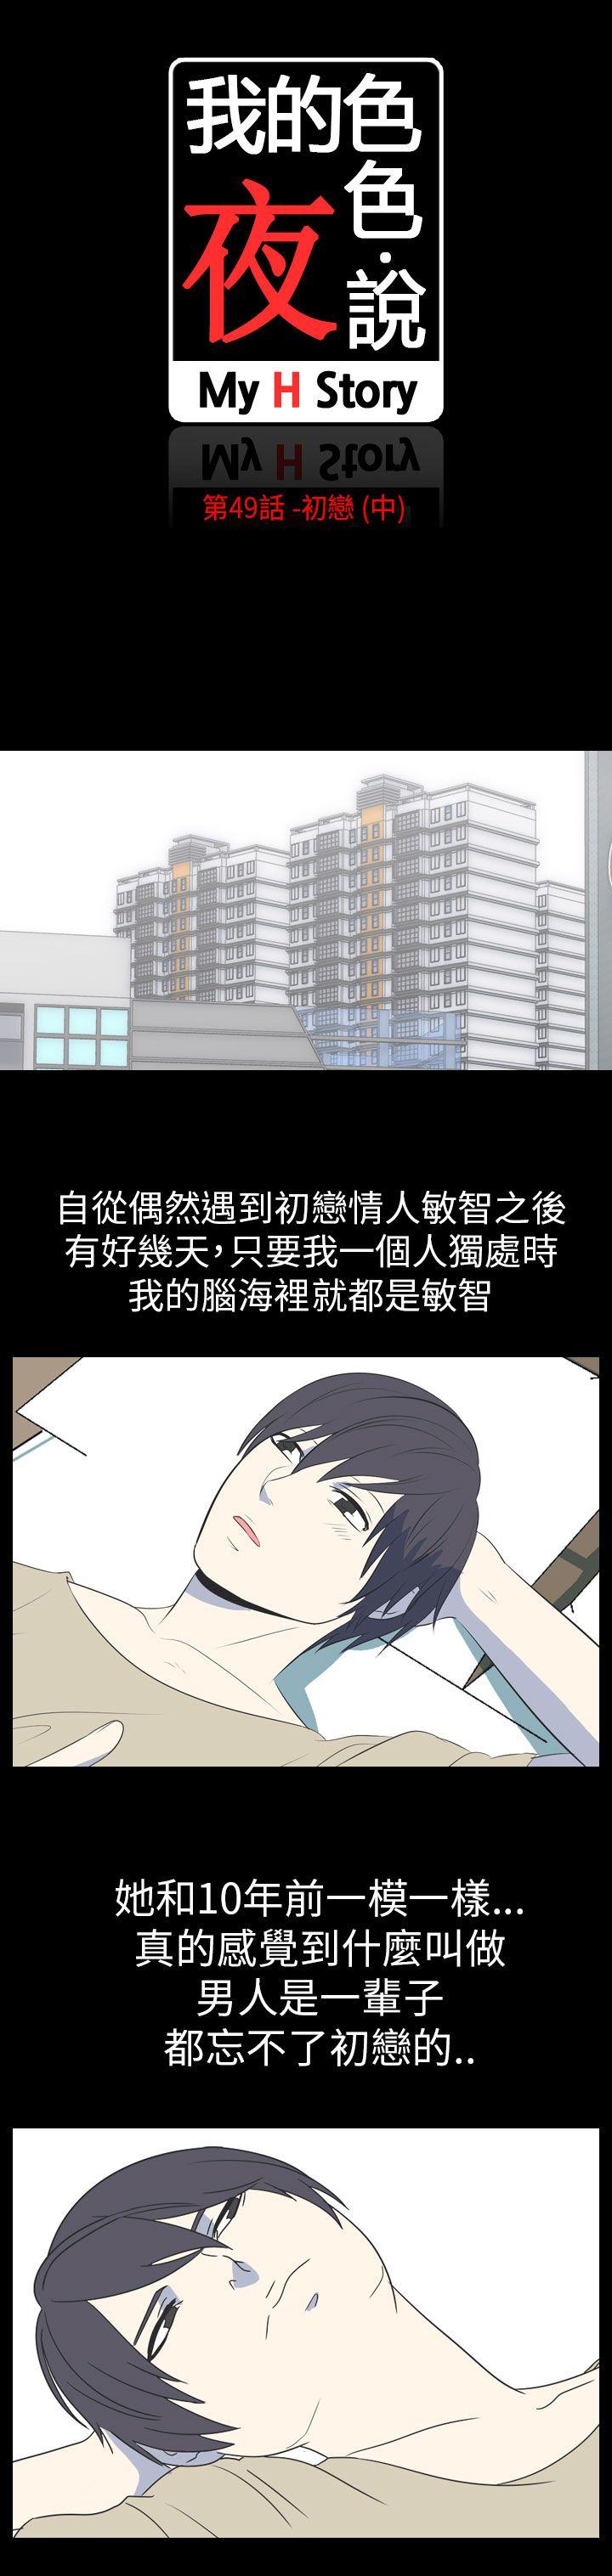 我的色
色·說
夜
My H Story
My H Story
第49話 -初戀 (中)
自從偶然遇到初戀情人敏智之後
有好幾天，只要我一個人獨處時
我的腦海裡就都是敏智
她和10年前一模一樣...
真的感覺到什麼叫做
男人是一輩子
都忘不了初戀的..